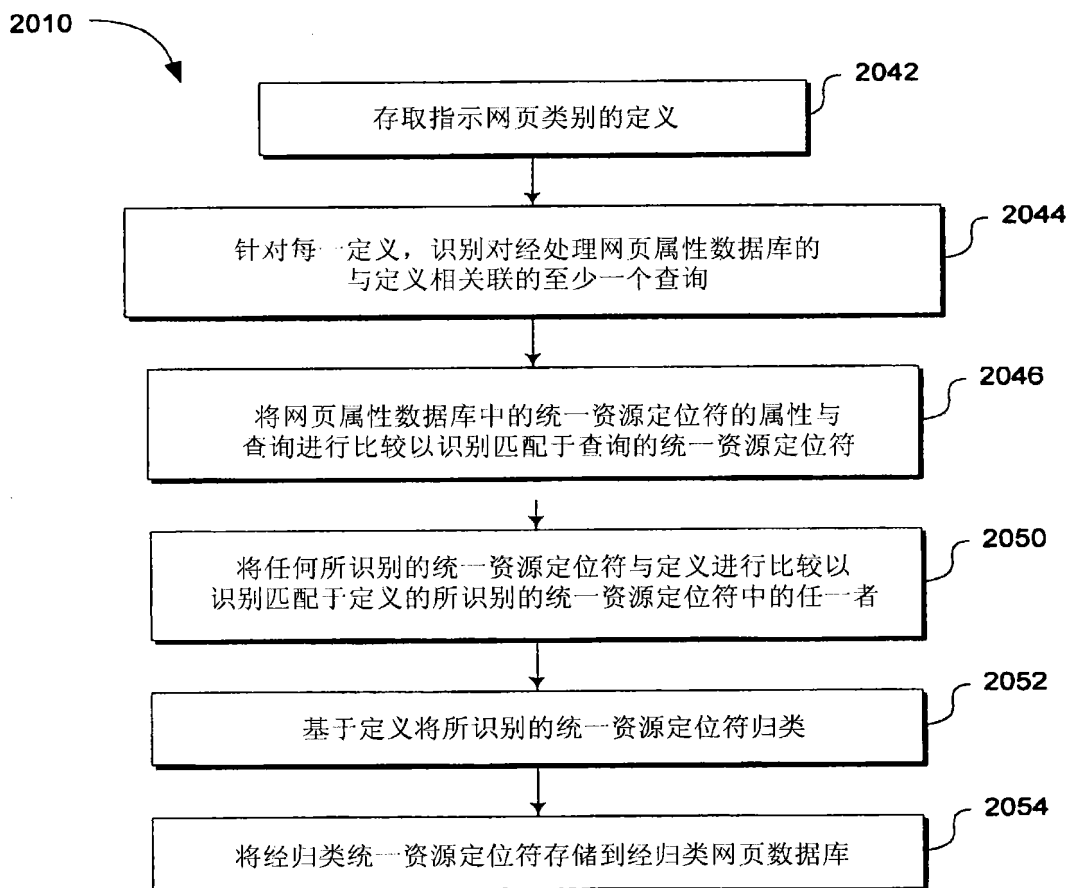 2010
2042
存取指示网页类别的定义
2044
针对每一定义，识别对经处理网页属性数据库的
与定义相关联的至少一个查询
2046
将网页属性数据库中的统一资源定位符的属性与
查询进行比较以识别匹配于查询的统一资源定位符
2050
将任何所识别的统一资源定位符与定义进行比较以
识别匹配于定义的所识别的统一资源定位符中的任一者
2052
基于定义将所识别的统一资源定位符归类
2054
将经归类统一资源定位符存储到经归类网页数据库